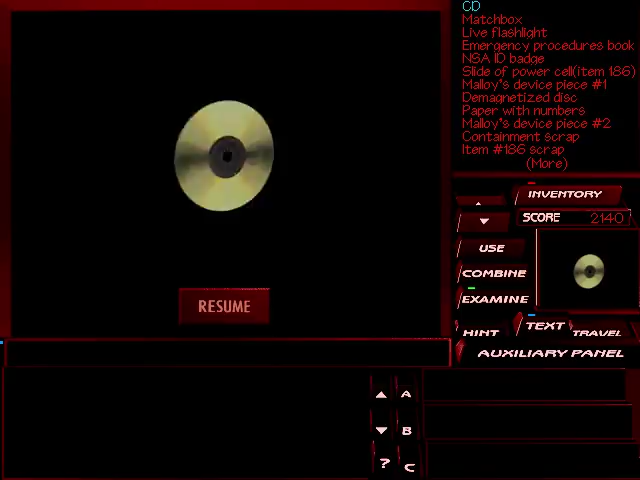 CD
Matchbox
Live flashlight
Emergency procedures book
NSA ID badge
Slide of power cell(item 186)
Malloy's device piece #1
Demagnetized disc
Paper with numbers
Malloy's device piece #2
Containment scrap
Item #186 scrap
(More)
INVENTORY
SCORE 2140
USE
COMBINE
EXAMINE
HINT TEXT TRAVEL
AUXILIARY PANEL
RESUME
A
B
? C